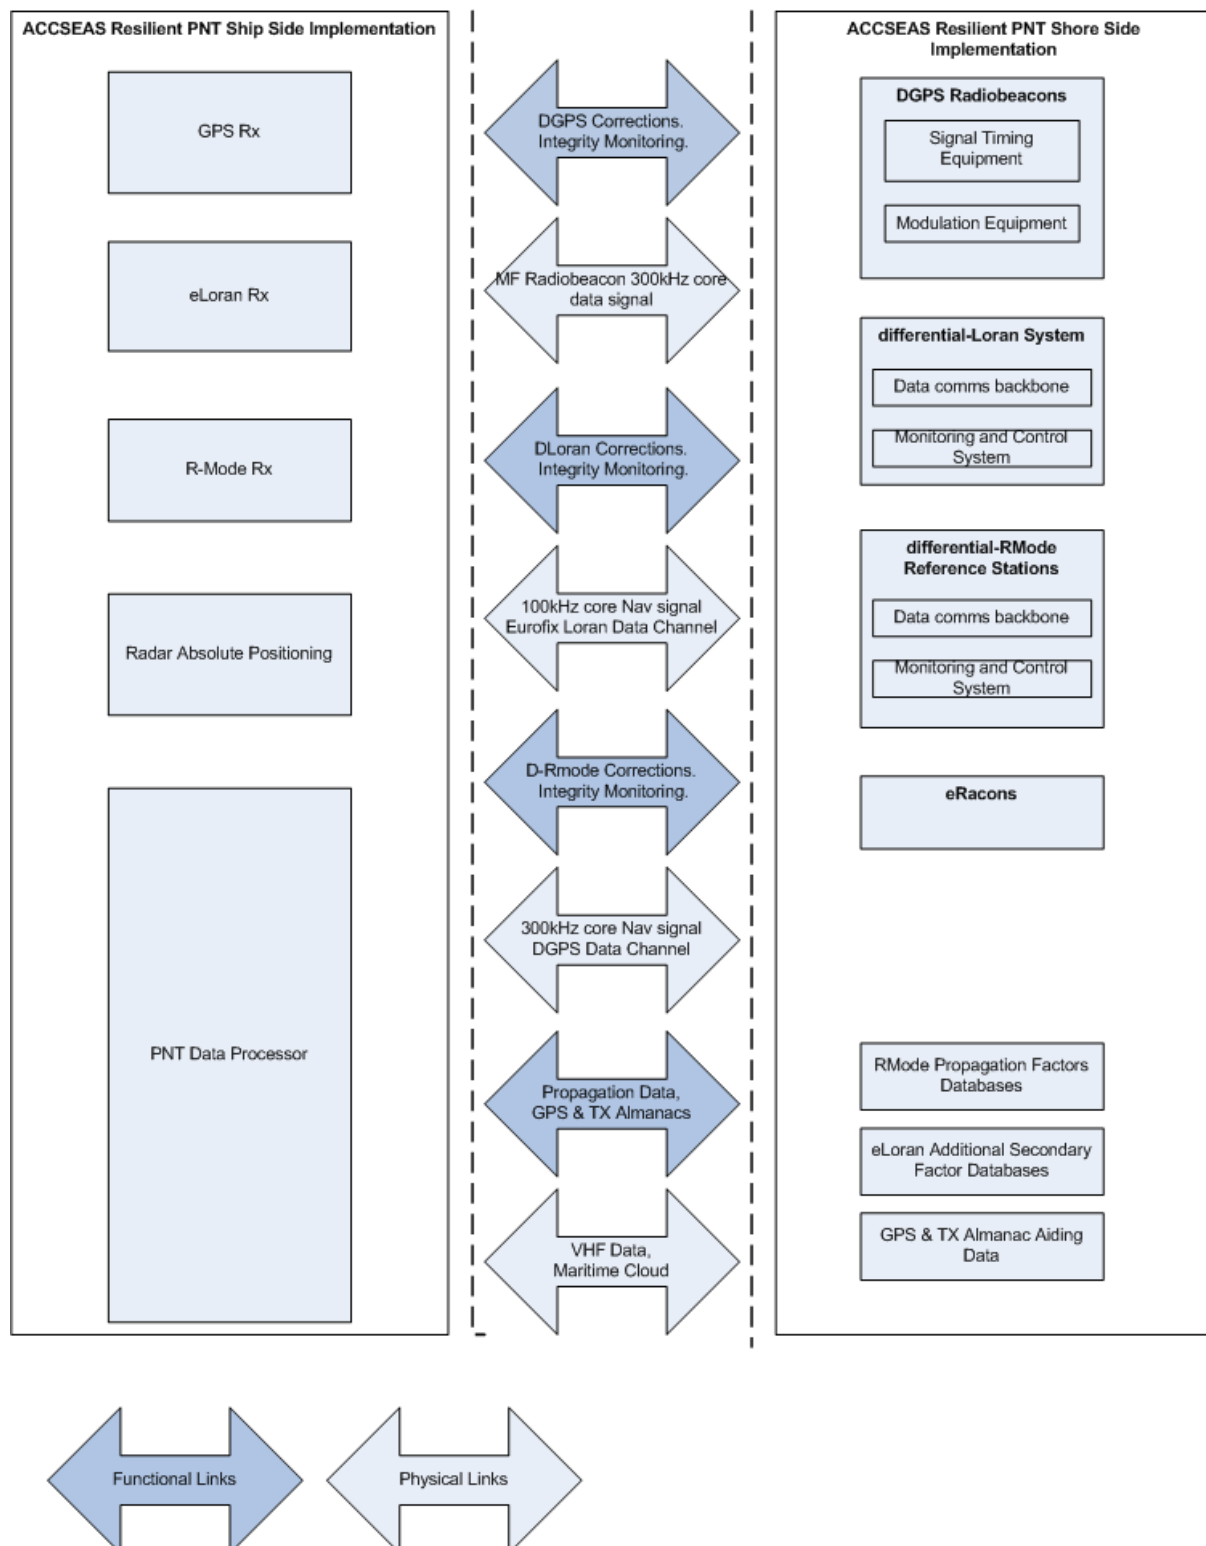 ACCSEAS Resilient PNT Ship Side Implementation
GPS Rx
eLoran Rx
R-Mode Rx
Radar Absolute Positioning
PNT Data Processor
DGPS Corrections.
Integrity Monitoring.
MF Radiobeacon 300kHz core
data signal
DLoran Corrections.
Integrity Monitoring.
100kHz core Nav signal
Eurofix Loran Data Channel
D-Rmode Corrections.
Integrity Monitoring.
300kHz core Nav signal
DGPS Data Channel
Propagation Data,
GPS & TX Almanacs
VHF Data,
Maritime Cloud
ACCSEAS Resilient PNT Shore Side
Implementation
DGPS Radiobeacons
Signal Timing
Equipment
Modulation Equipment
differential-Loran System
Data comms backbone
Monitoring and Control
System
differential-RMode
Reference Stations
Data comms backbone
Monitoring and Control
System
eRacons
RMode Propagation Factors
Databases
eLoran Additional Secondary
Factor Databases
GPS & TX Almanac Aiding
Data
Functional Links
Physical Links